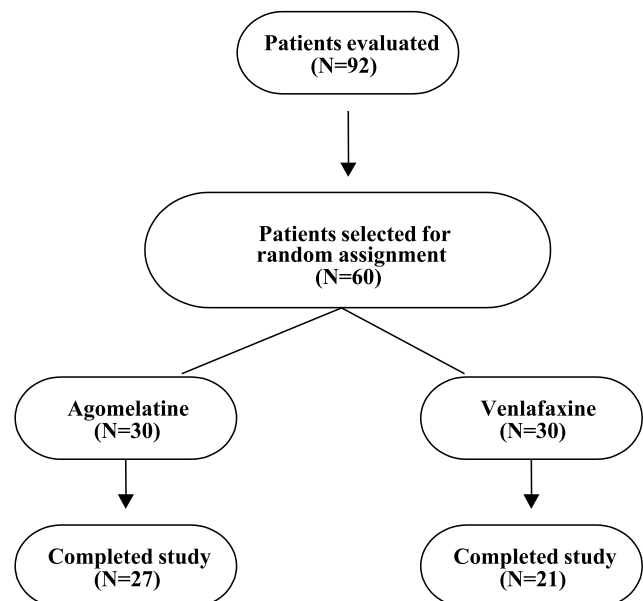 Patients evaluated
(N=92)
Patients selected for
random assignment
(N=60)
Agomelatine
(N=30)
Venlafaxine
(N=30)
Completed study
(N=27)
Completed study
(N=21)